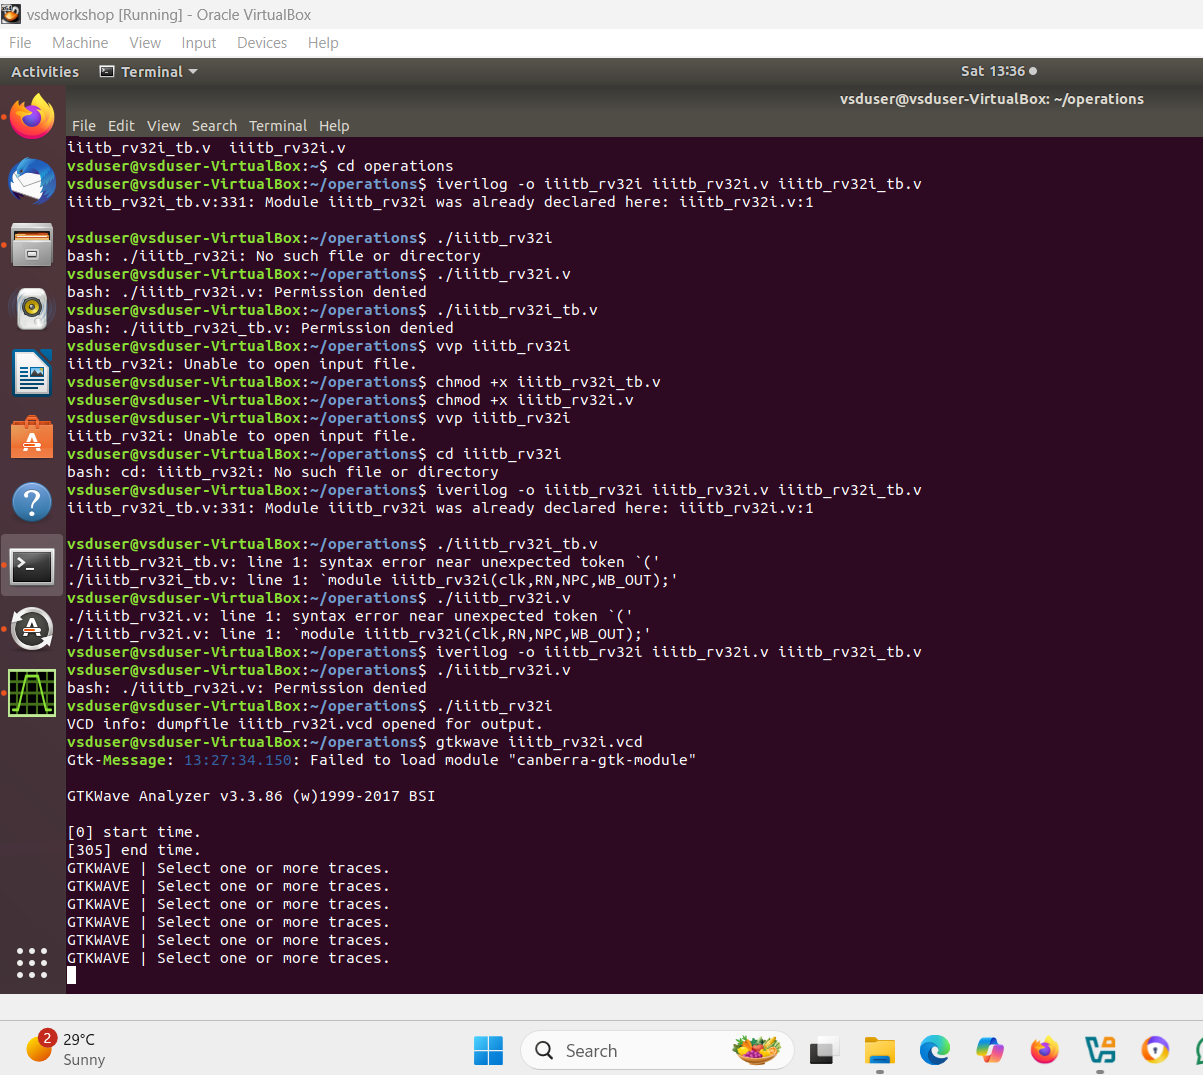 vsdworkshop [Running] - Oracle VirtualBox
File Machine View Input Devices Help
Activities Terminal Sat 13:36
vsduser@vsduser-VirtualBox: ~/operations
File Edit View Search Terminal Help
iiitb_rv32i_tb.v  iiitb_rv32i.v
vsduser@vsduser-VirtualBox:~$ cd operations
vsduser@vsduser-VirtualBox:~/operations$ iverilog -o iiitb_rv32i iiitb_rv32i.v iiitb_rv32i_tb.v
iiitb_rv32i_tb.v:331: Module iiitb_rv32i was already declared here: iiitb_rv32i.v:1
vsduser@vsduser-VirtualBox:~/operations$ ./iiitb_rv32i
bash: ./iiitb_rv32i: No such file or directory
vsduser@vsduser-VirtualBox:~/operations$ ./iiitb_rv32i.v
bash: ./iiitb_rv32i.v: Permission denied
vsduser@vsduser-VirtualBox:~/operations$ ./iiitb_rv32i_tb.v
bash: ./iiitb_rv32i_tb.v: Permission denied
vsduser@vsduser-VirtualBox:~/operations$ vvp iiitb_rv32i
iiitb_rv32i: Unable to open input file.
vsduser@vsduser-VirtualBox:~/operations$ chmod +x iiitb_rv32i_tb.v
vsduser@vsduser-VirtualBox:~/operations$ chmod +x iiitb_rv32i.v
vsduser@vsduser-VirtualBox:~/operations$ vvp iiitb_rv32i
iiitb_rv32i: Unable to open input file.
vsduser@vsduser-VirtualBox:~/operations$ cd iiitb_rv32i
bash: cd: iiitb_rv32i: No such file or directory
vsduser@vsduser-VirtualBox:~/operations$ iverilog -o iiitb_rv32i iiitb_rv32i.v iiitb_rv32i_tb.v
iiitb_rv32i_tb.v:331: Module iiitb_rv32i was already declared here: iiitb_rv32i.v:1
vsduser@vsduser-VirtualBox:~/operations$ ./iiitb_rv32i_tb.v
./iiitb_rv32i_tb.v: line 1: syntax error near unexpected token `('
./iiitb_rv32i_tb.v: line 1: `module iiitb_rv32i(clk,RN,NPC,WB_OUT);'
vsduser@vsduser-VirtualBox:~/operations$ ./iiitb_rv32i.v
./iiitb_rv32i.v: line 1: syntax error near unexpected token `('
./iiitb_rv32i.v: line 1: `module iiitb_rv32i(clk,RN,NPC,WB_OUT);'
vsduser@vsduser-VirtualBox:~/operations$ iverilog -o iiitb_rv32i iiitb_rv32i.v iiitb_rv32i_tb.v
vsduser@vsduser-VirtualBox:~/operations$ ./iiitb_rv32i.v
bash: ./iiitb_rv32i.v: Permission denied
vsduser@vsduser-VirtualBox:~/operations$ ./iiitb_rv32i
VCD info: dumpfile iiitb_rv32i.vcd opened for output.
vsduser@vsduser-VirtualBox:~/operations$ gtkwave iiitb_rv32i.vcd
Gtk-Message: 13:27:34.150: Failed to load module "canberra-gtk-module"
GTKWave Analyzer v3.3.86 (w)1999-2017 BSI
[0] start time.
[305] end time.
GTKWAVE | Select one or more traces.
GTKWAVE | Select one or more traces.
GTKWAVE | Select one or more traces.
GTKWAVE | Select one or more traces.
GTKWAVE | Select one or more traces.
GTKWAVE | Select one or more traces.
2
29°C
Sunny
Search